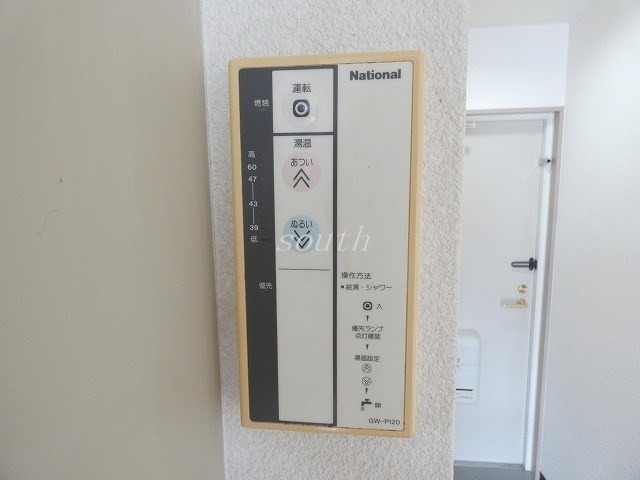 National
運転
燃焼
湯温
高
あつい
60
47
43
39
低
ぬるい
south
優先
操作方法
■給湯・シャワー
入
優先ランプ
点灯確認
湯温設定
開
GW-P120